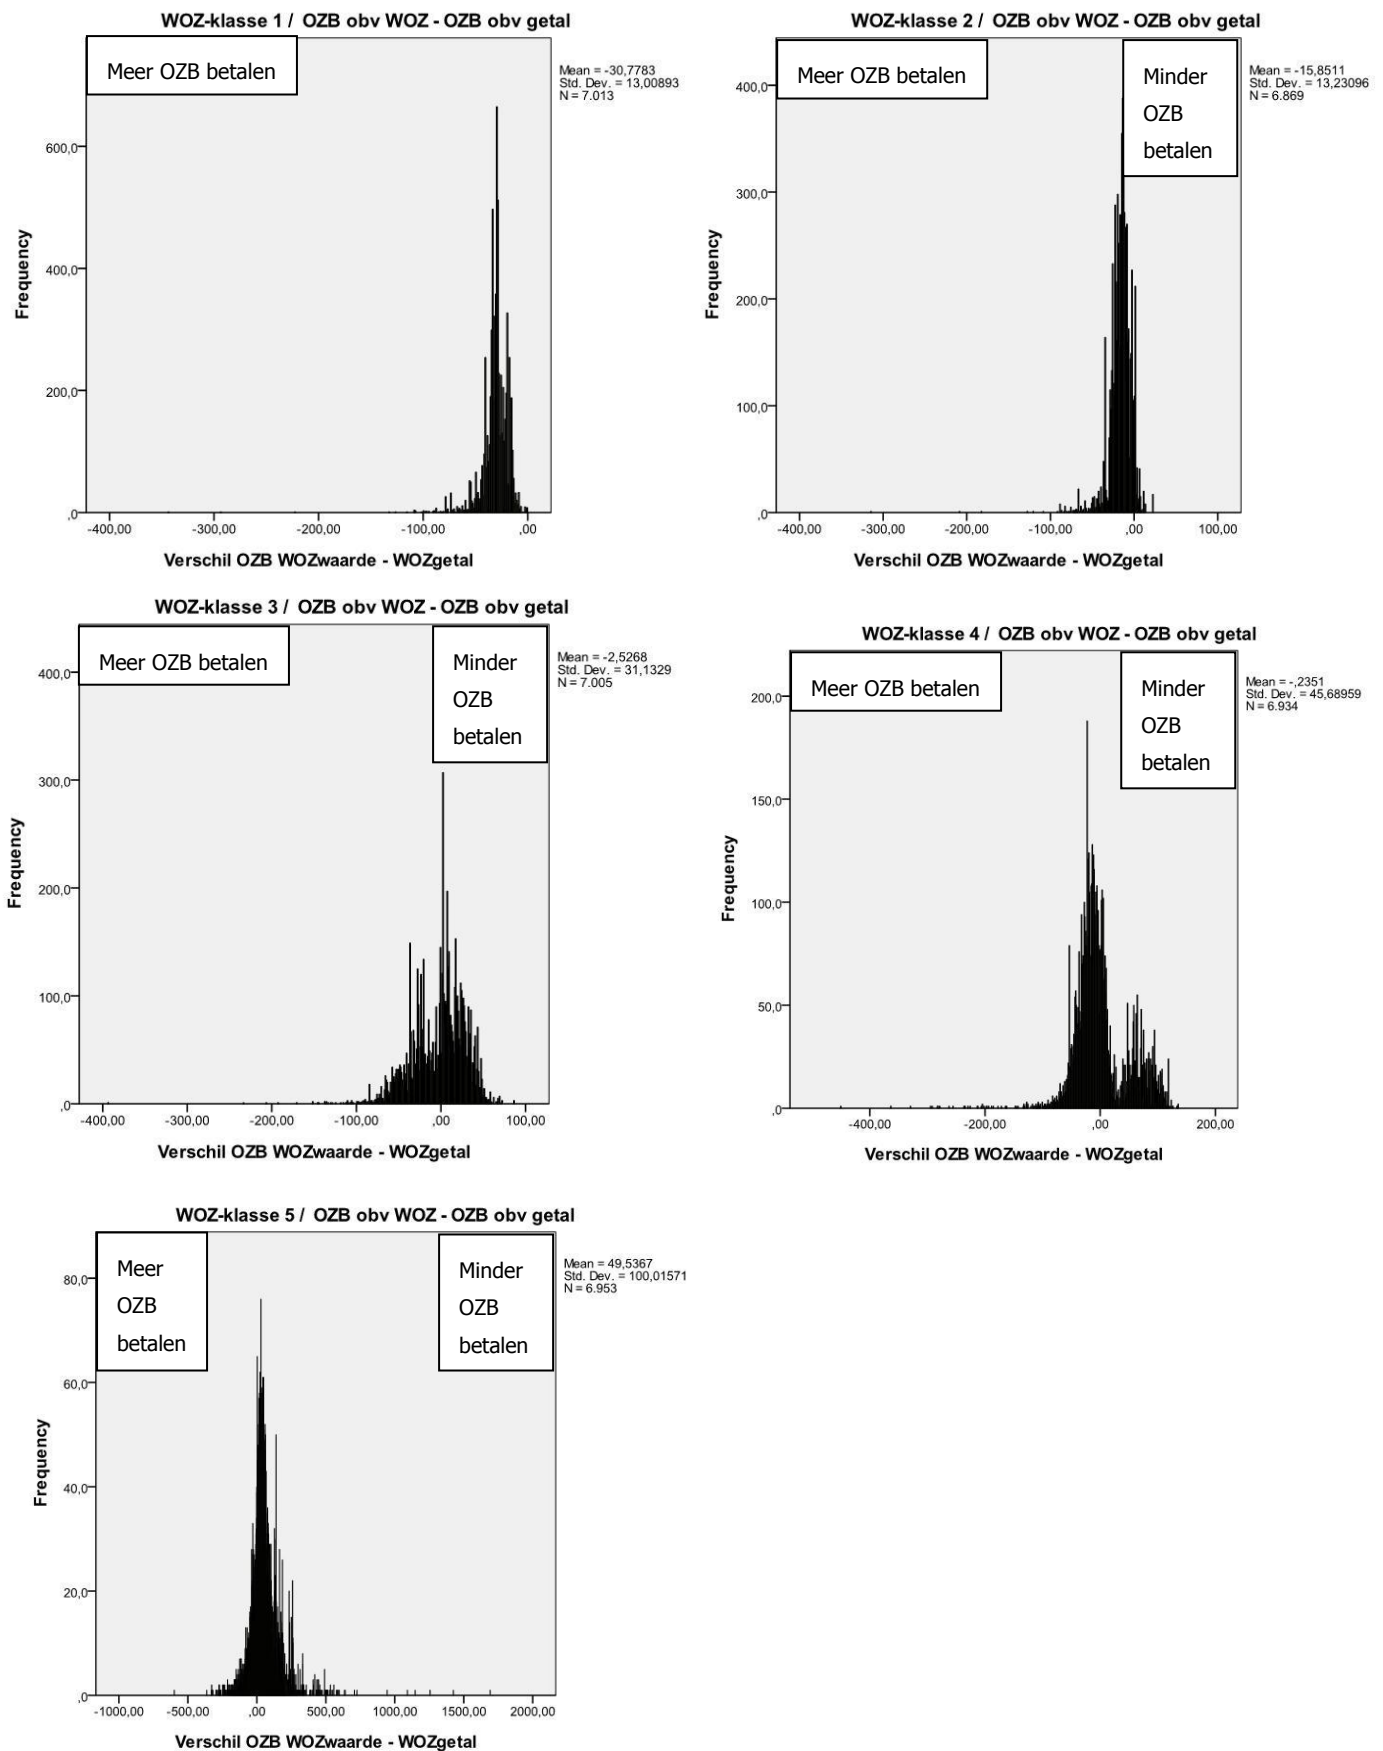 WOZ-klasse 1 / OZB obv WOZ - OZB obv getal
Meer OZB betalen
Mean = -30,7783
Std. Dev. = 13,00893
N = 7.013
600,0
400,0
200,0
,0
Frequency
-400,00 -300,00 -200,00 -100,00 ,00
Verschil OZB WOZwaarde - WOZgetal
WOZ-klasse 2 / OZB obv WOZ - OZB obv getal
Meer OZB betalen
Minder
OZB
betalen
Mean = -15,8511
Std. Dev. = 13,23096
N = 6.869
400,0
300,0
200,0
100,0
,0
Frequency
-400,00 -300,00 -200,00 -100,00 ,00 100,00
Verschil OZB WOZwaarde - WOZgetal
WOZ-klasse 3 / OZB obv WOZ - OZB obv getal
Meer OZB betalen
Minder
OZB
betalen
Mean = -2,5268
Std. Dev. = 31,1329
N = 7.005
400,0
300,0
200,0
100,0
,0
Frequency
-400,00 -300,00 -200,00 -100,00 ,00 100,00
Verschil OZB WOZwaarde - WOZgetal
WOZ-klasse 4 / OZB obv WOZ - OZB obv getal
Meer OZB betalen
Minder
OZB
betalen
Mean = -,2351
Std. Dev. = 45,68959
N = 6.934
200,0
150,0
100,0
50,0
,0
Frequency
-400,00 -200,00 ,00 200,00
Verschil OZB WOZwaarde - WOZgetal
WOZ-klasse 5 / OZB obv WOZ - OZB obv getal
Meer
OZB
betalen
Minder
OZB
betalen
Mean = 49,5367
Std. Dev. = 100,01571
N = 6.953
80,0
60,0
40,0
20,0
,0
Frequency
-1000,00 -500,00 ,00 500,00 1000,00 1500,00 2000,00
Verschil OZB WOZwaarde - WOZgetal